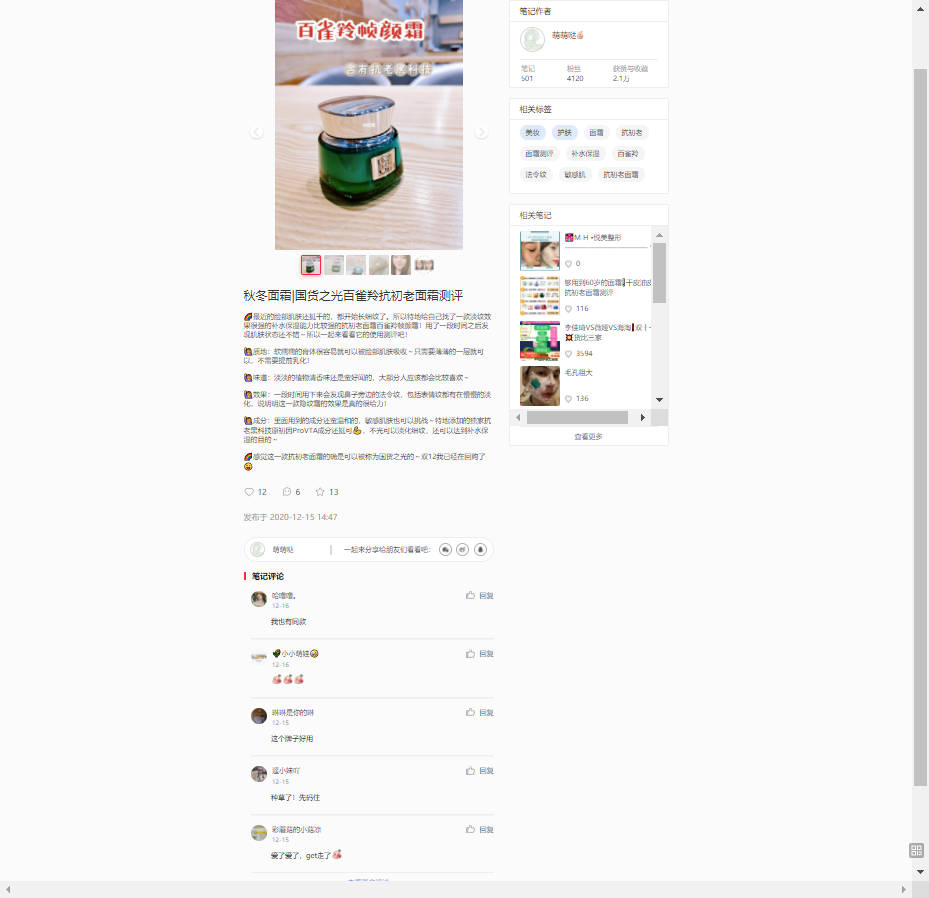 百雀羚帧颜霜
含有抗老黑科技
秋冬面霜|国货之光百雀羚抗初老面霜测评
🌈最近的脸部肌肤还挺干的，都开始长细纹了。所以特地给自己找了一款淡纹效
果很强的补水保湿能力比较强的抗初老面霜百雀羚帧颜霜！用了一段时间之后发
现肌肤状态还不错～所以一起来看看它的使用测评吧！
🙋质地：软糯糯的膏体很容易就可以被脸部肌肤吸收～只需要薄薄的一层就可
以，不需要提前乳化！
🙋味道：淡淡的植物清香味还是蛮好闻的，大部分人应该都会比较喜欢～
🙋效果：一段时间用下来会发现鼻子旁边的法令纹，包括表情纹都有在慢慢的淡
化，说明明这一款隐纹霜的效果是真的很给力！
🙋成分：里面用到的成分还蛮温和的，敏感肌肤也可以挑战～特地添加的独家抗
老黑科技原初因ProVTA成分还挺可💪，不光可以淡化细纹，还可以达到补水保
湿的目的～
🌈感觉这一款抗初老面霜的确是可以被称为国货之光的～双12我已经在回购了
😜
12 6 13
发布于 2020-12-15 14:47
萌萌哒 | 一起来分享给朋友们看看吧：
笔记评论
哈噜噜。 回复
12-16
我也有同款
小小萌娃 回复
12-16
琳琳是你的琳 回复
12-15
这个牌子好用
逗小妹吖 回复
12-15
种草了！先码住
彩蘑菇的小菇凉 回复
12-15
爱了爱了，get走了
笔记作者
萌萌哒
笔记 粉丝 获赞与收藏
501 4120 2.1万
相关标签
美妆 护肤 面霜 抗初老
面霜测评 补水保湿 百雀羚
法令纹 敏感肌 抗初老面霜
相关笔记
M H •悦美整形
0
够用到60岁的面霜
抗初老面霜测评
116
李佳琦VS薇娅VS海淘
货比三家
3594
毛孔粗大
136
查看更多